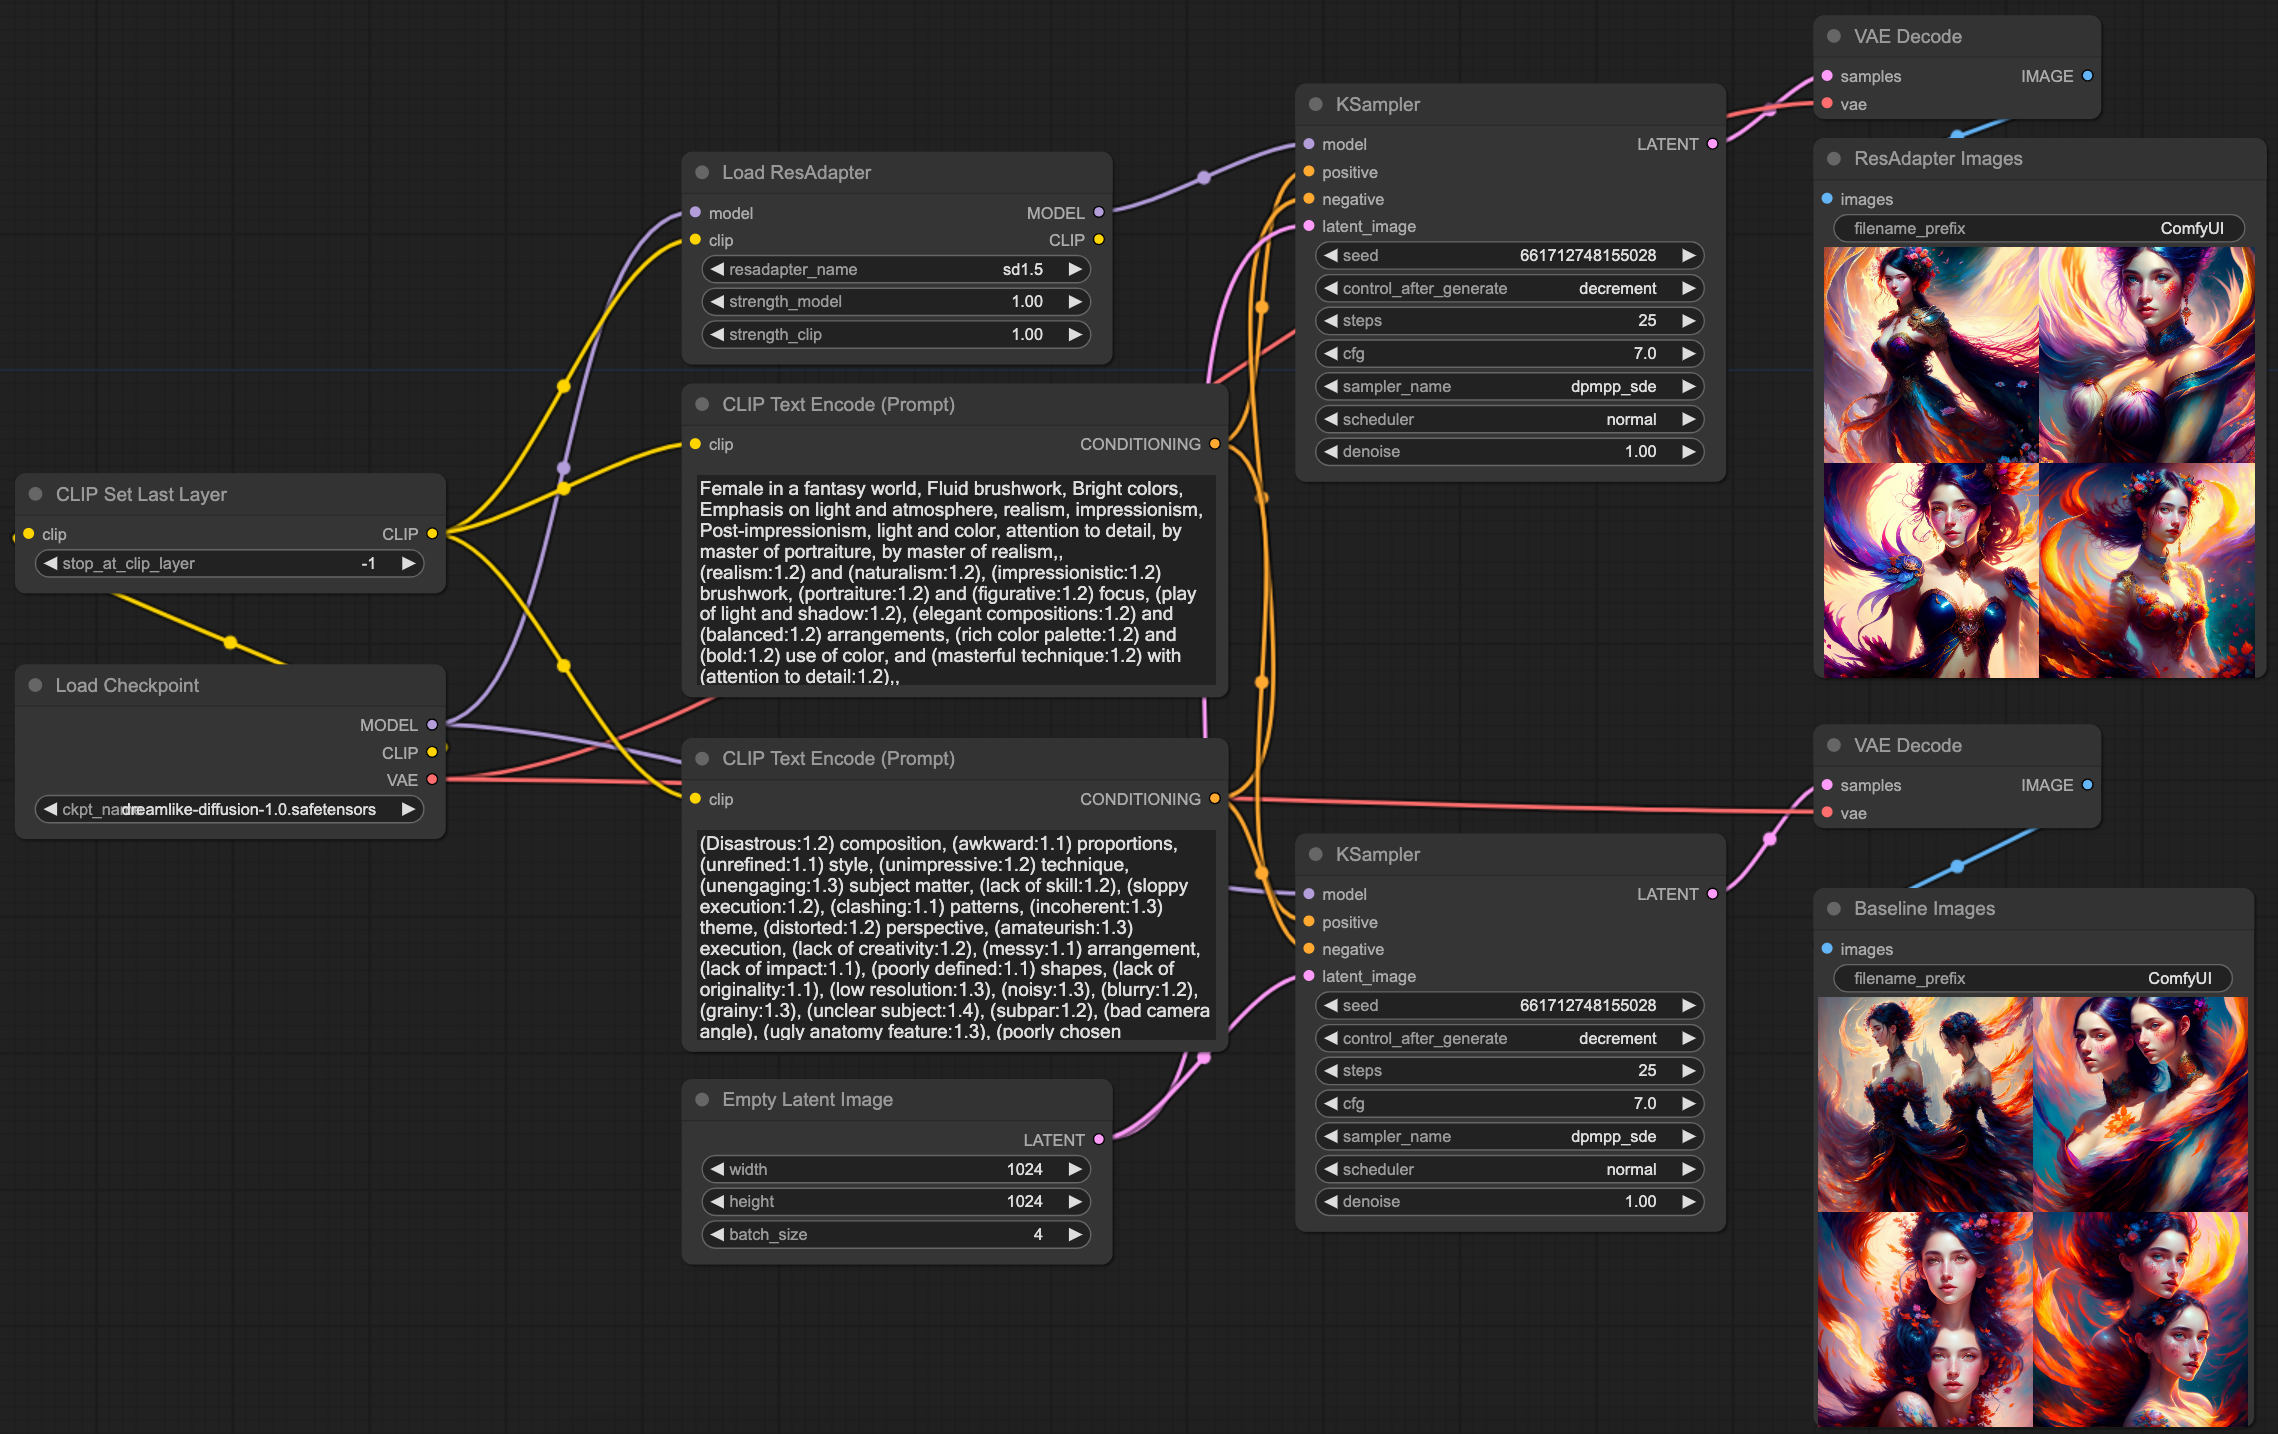 CLIP Set Last Layer
clip CLIP
stop_at_clip_layer -1
Load Checkpoint
MODEL
CLIP
VAE
dreamlike-diffusion-1.0.safetensors
Load ResAdapter
model MODEL
clip CLIP
resadapter_name sd1.5
strength_model 1.00
strength_clip 1.00
CLIP Text Encode (Prompt)
clip CONDITIONING
Female in a fantasy world, Fluid brushwork, Bright colors,
Emphasis on light and atmosphere, realism, impressionism,
Post-impressionism, light and color, attention to detail, by
master of portraiture, by master of realism,,
(realism:1.2) and (naturalism:1.2), (impressionistic:1.2)
brushwork, (portraiture:1.2) and (figurative:1.2) focus, (play
of light and shadow:1.2), (elegant compositions:1.2) and
(balanced:1.2) arrangements, (rich color palette:1.2) and
(bold:1.2) use of color, and (masterful technique:1.2) with
(attention to detail:1.2),,
CLIP Text Encode (Prompt)
clip CONDITIONING
(Disastrous:1.2) composition, (awkward:1.1) proportions,
(unrefined:1.1) style, (unimpressive:1.2) technique,
(unengaging:1.3) subject matter, (lack of skill:1.2), (sloppy
execution:1.2), (clashing:1.1) patterns, (incoherent:1.3)
theme, (distorted:1.2) perspective, (amateurish:1.3)
execution, (lack of creativity:1.2), (messy:1.1) arrangement,
(lack of impact:1.1), (poorly defined:1.1) shapes, (lack of
originality:1.1), (low resolution:1.3), (noisy:1.3), (blurry:1.2),
(grainy:1.3), (unclear subject:1.4), (subpar:1.2), (bad camera
angle), (ugly anatomy feature:1.3), (poorly chosen
Empty Latent Image
LATENT
width 1024
height 1024
batch_size 4
KSampler
model LATENT
positive
negative
latent_image
seed 661712748155028
control_after_generate decrement
steps 25
cfg 7.0
sampler_name dpmpp_sde
scheduler normal
denoise 1.00
KSampler
model LATENT
positive
negative
latent_image
seed 661712748155028
control_after_generate decrement
steps 25
cfg 7.0
sampler_name dpmpp_sde
scheduler normal
denoise 1.00
VAE Decode
samples IMAGE
vae
ResAdapter Images
images
filename_prefix ComfyUI
VAE Decode
samples IMAGE
vae
Baseline Images
images
filename_prefix ComfyUI